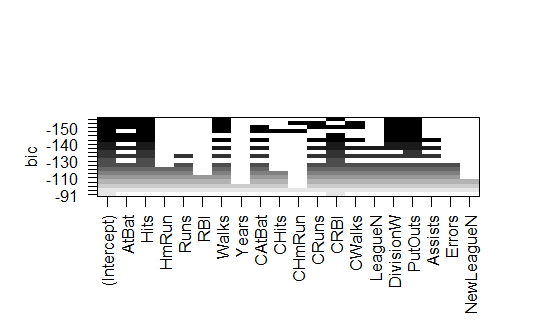 bic
-150
-140
-130
-110
-91
(Intercept)
AtBat
Hits
HmRun
Runs
RBI
Walks
Years
CAtBat
CHits
CHmRun
CRuns
CRBI
CWalks
LeagueN
DivisionW
PutOuts
Assists
Errors
NewLeagueN